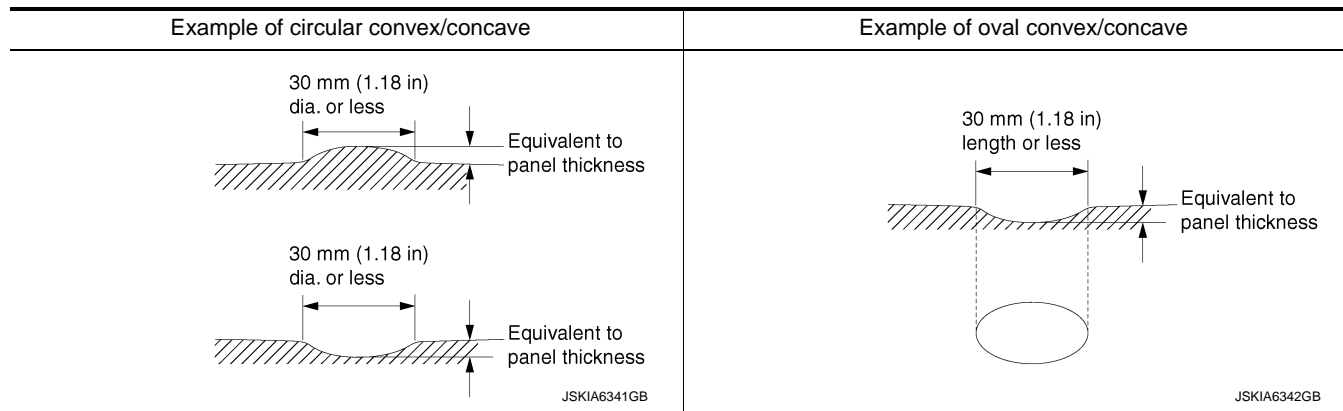 Example of circular convex/concave
30 mm (1.18 in)
dia. or less
Equivalent to
panel thickness
30 mm (1.18 in)
dia. or less
Equivalent to
panel thickness
JSKIA6341GB
Example of oval convex/concave
30 mm (1.18 in)
length or less
Equivalent to
panel thickness
JSKIA6342GB